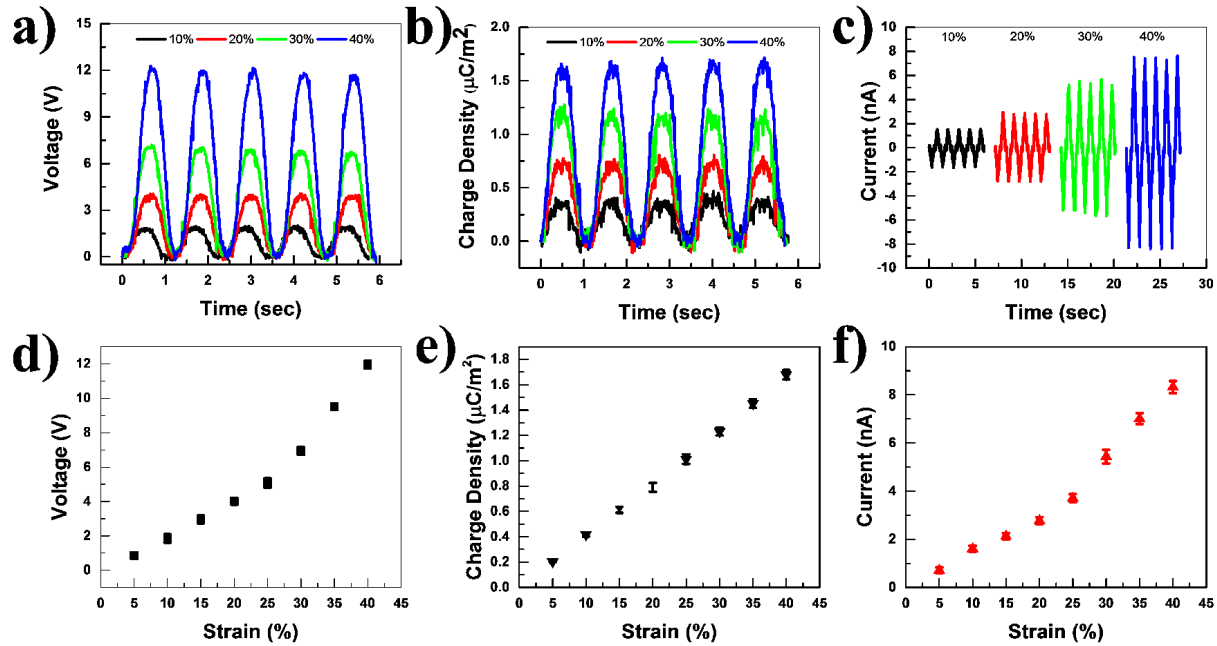 a)
10% 20% 30% 40%
Voltage (V)
15
12
9
6
3
0
0 1 2 3 4 5 6
Time (sec)
b)
10% 20% 30% 40%
Charge Density (μC/m²)
2.0
1.5
1.0
0.5
0.0
0 1 2 3 4 5 6
Time (sec)
c)
10% 20% 30% 40%
Current (nA)
10
8
6
4
2
0
-2
-4
-6
-8
-10
0 5 10 15 20 25 30
Time (sec)
d)
Voltage (V)
12
10
8
6
4
2
0
0 5 10 15 20 25 30 35 40 45
Strain (%)
e)
Charge Density (μC/m²)
1.8
1.6
1.4
1.2
1.0
0.8
0.6
0.4
0.2
0.2
0 5 10 15 20 25 30 35 40 45
Strain (%)
f)
Current (nA)
10
8
6
4
2
0
0 5 10 15 20 25 30 35 40 45
Strain (%)